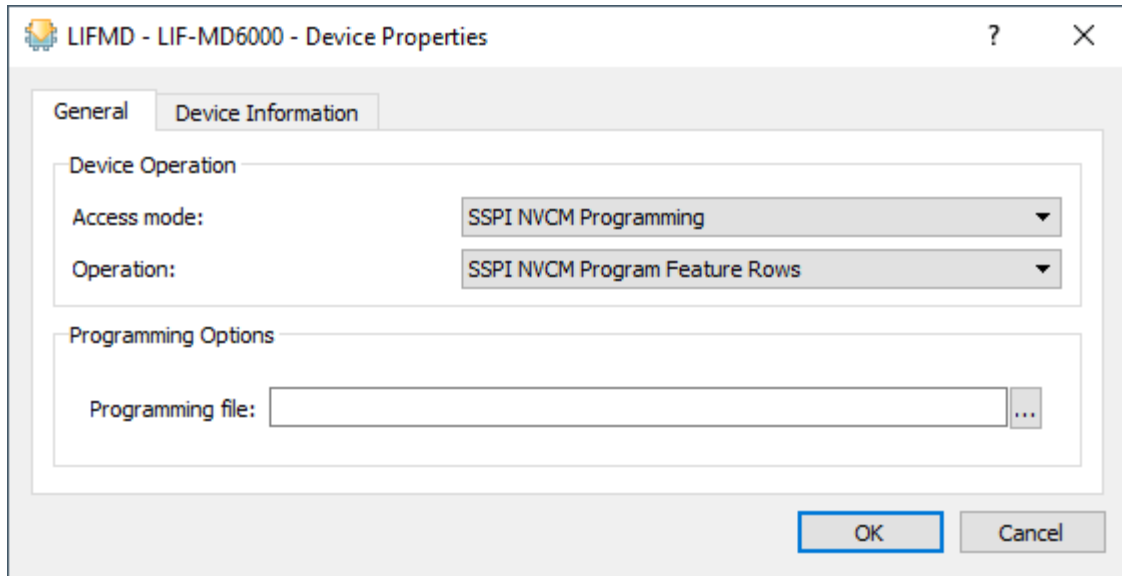 LIFMD - LIF-MD6000 - Device Properties ?
General Device Information
Device Operation
Access mode: SSPI NVCM Programming
Operation: SSPI NVCM Program Feature Rows
Programming Options
Programming file: ...
OK Cancel